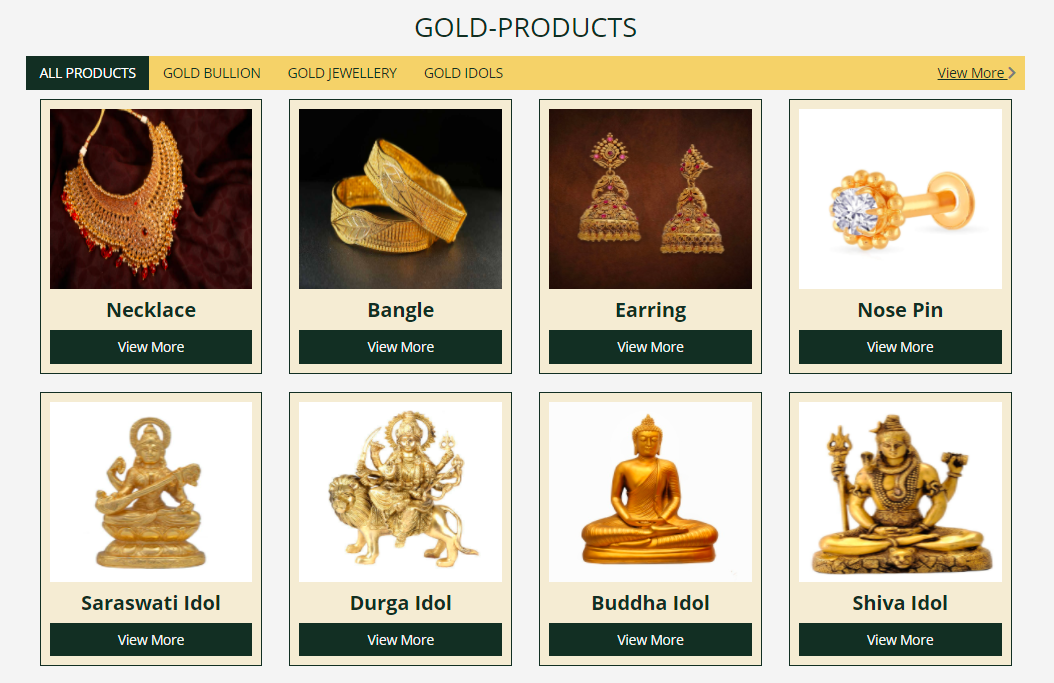 GOLD-PRODUCTS
ALL PRODUCTS GOLD BULLION GOLD JEWELLERY GOLD IDOLS View More
Necklace Bangle Earring Nose Pin
View More View More View More View More
Saraswati Idol Durga Idol Buddha Idol Shiva Idol
View More View More View More View More